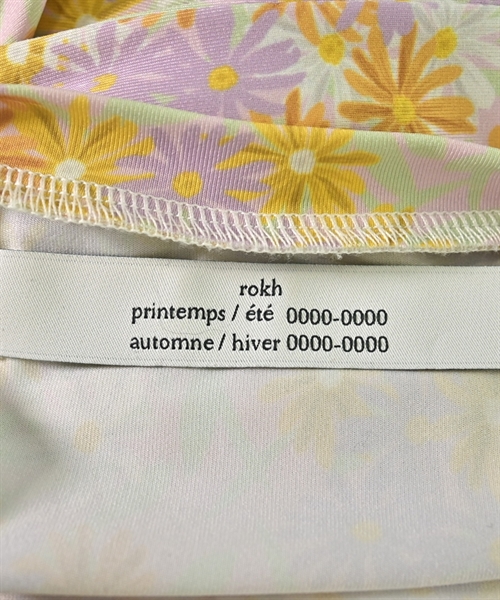 rokh
printemps / été 0000-0000
automne / hiver 0000-0000